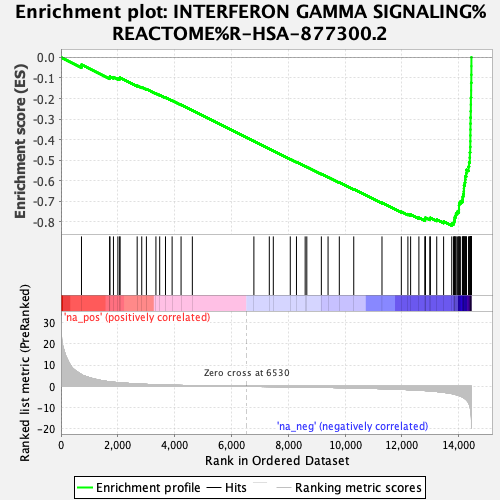 Enrichment plot: INTERFERON GAMMA SIGNALING%
REACTOME%R-HSA-877300.2
Enrichment score (ES)
0.0
-0.1
-0.2
-0.3
-0.4
-0.5
-0.6
-0.7
-0.8
'na_pos' (positively correlated)
Ranked list metric (PreRanked)
30
20
10
0
-10
-20
Zero cross at 6530
'na_neg' (negatively correlated)
0
2,000
4,000
6,000
8,000
10,000
12,000
14,000
Rank in Ordered Dataset
Enrichment profile
Hits
Ranking metric scores